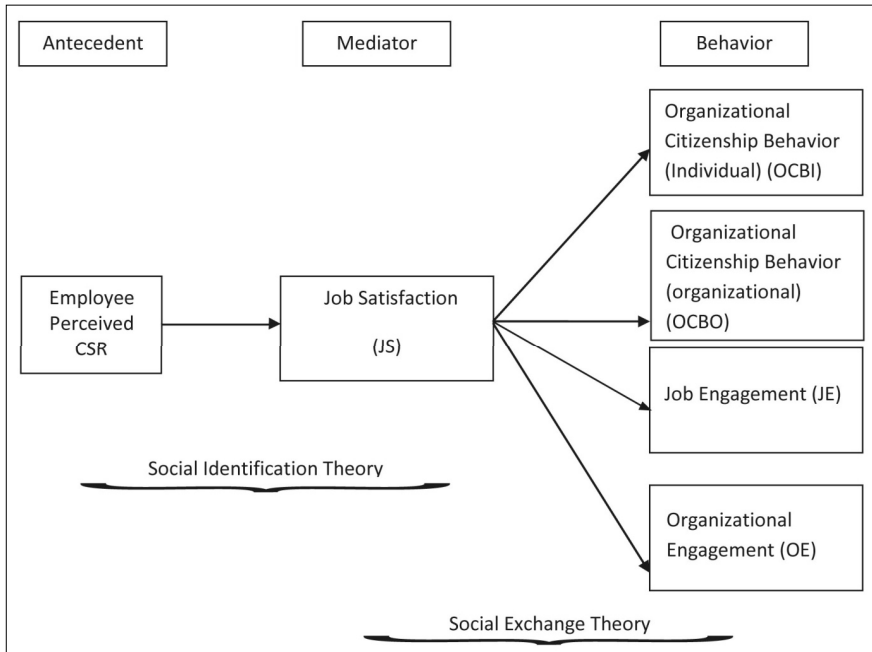 Antecedent
Mediator
Behavior
Organizational
Citizenship Behavior
(Individual) (OCBI)
Organizational
Citizenship Behavior
(organizational)
(OCBO)
Employee
Perceived
CSR
Job Satisfaction
(JS)
Job Engagement (JE)
Social Identification Theory
Organizational
Engagement (OE)
Social Exchange Theory